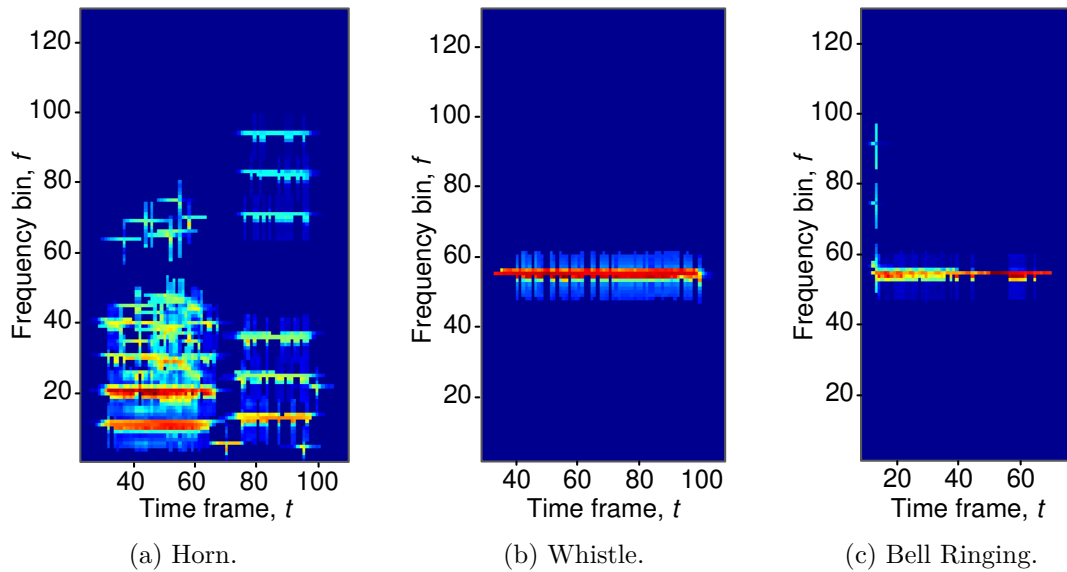 120
100
80
60
40
20
Frequency bin, f
40 60 80 100
Time frame, t
(a) Horn.
120
100
80
60
40
20
Frequency bin, f
40 60 80 100
Time frame, t
(b) Whistle.
120
100
80
60
40
20
Frequency bin, f
20 40 60
Time frame, t
(c) Bell Ringing.